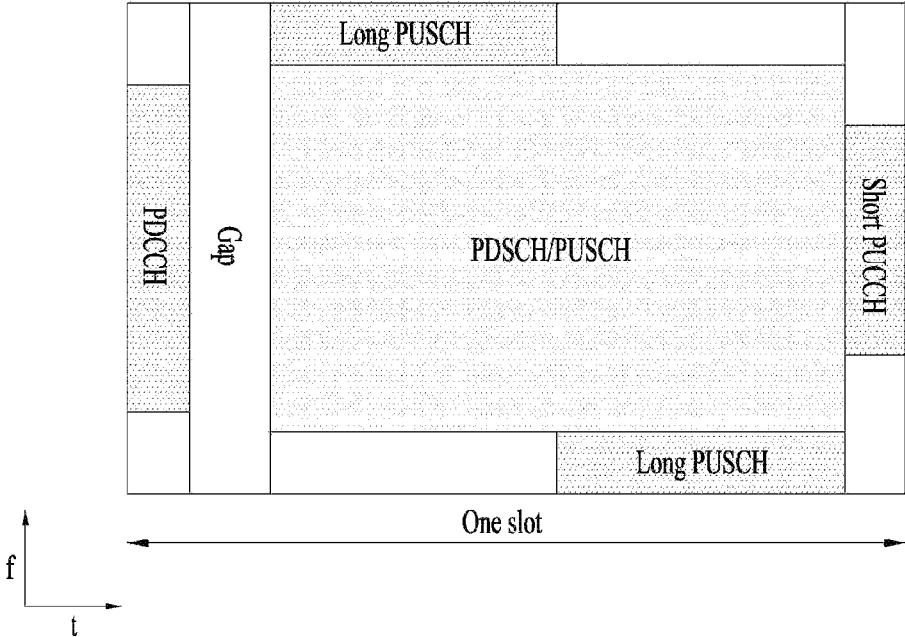 Long PUSCH
PDCCH
Gap
PDSCH/PUSCH
Short PUCCH
Long PUSCH
One slot
f
t